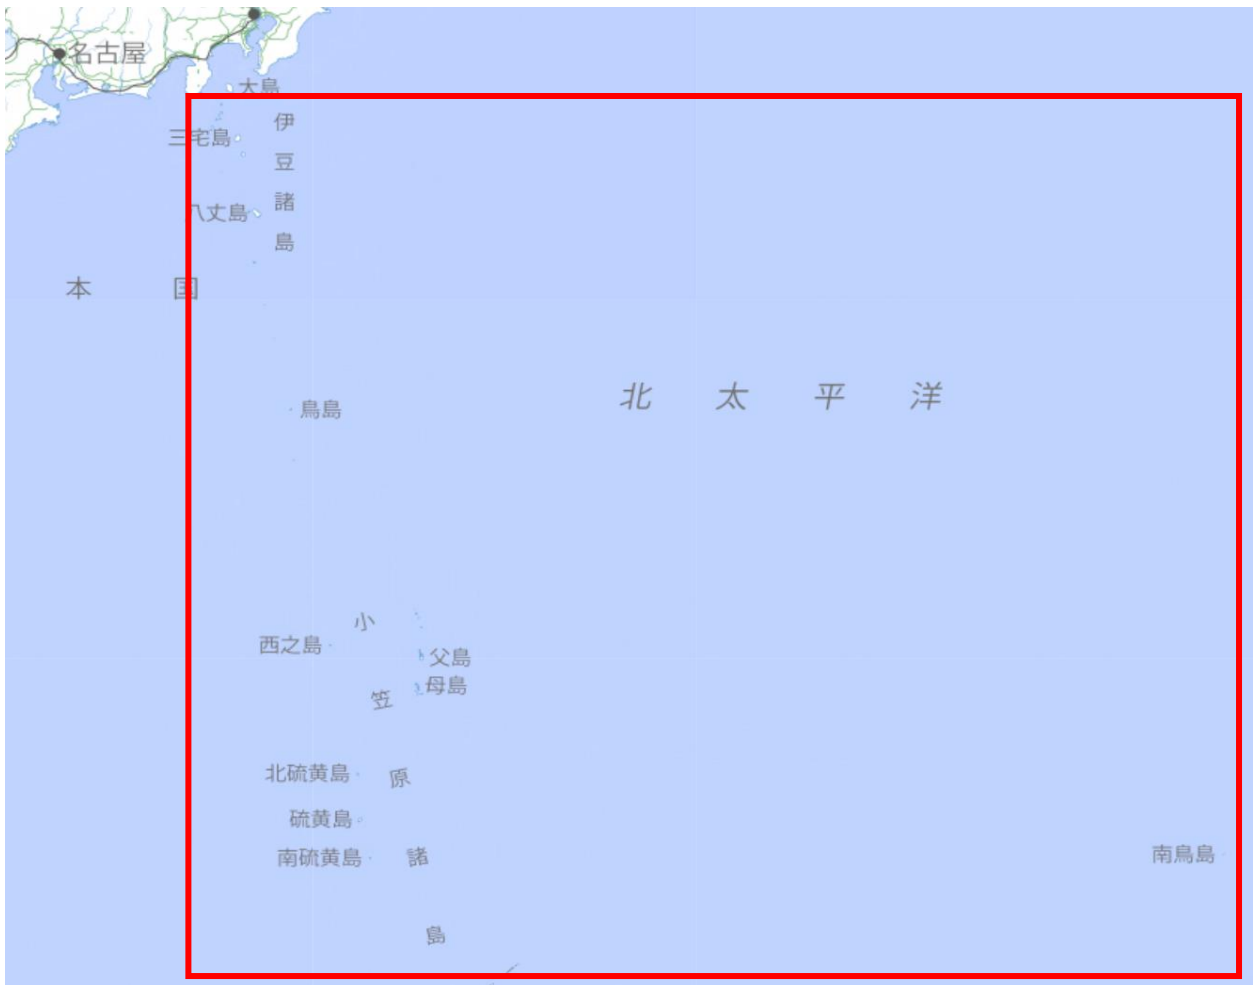 名古屋
大島
三宅島
伊豆諸島
八丈島
本国
鳥島
北太平洋
小笠原諸島
西之島
父島
母島
北硫黄島
硫黄島
南硫黄島
南鳥島